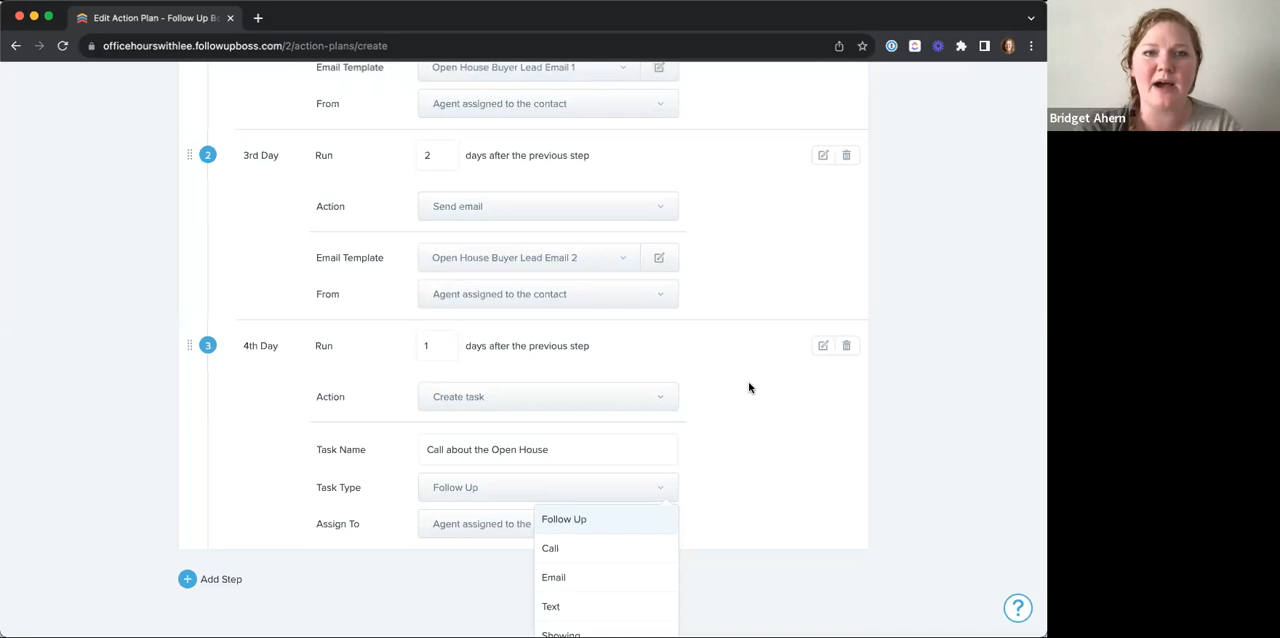 Edit Action Plan - Follow Up Bo
officehourswithlee.followupboss.com/2/action-plans/create
Email Template
Open House Buyer Lead Email 1
From
Agent assigned to the contact
2
3rd Day
Run
2
days after the previous step
Action
Send email
Email Template
Open House Buyer Lead Email 2
From
Agent assigned to the contact
3
4th Day
Run
1
days after the previous step
Action
Create task
Task Name
Call about the Open House
Task Type
Follow Up
Assign To
Agent assigned to the
Follow Up
Call
Email
Text
Showing
Add Step
?
Bridget Ahern